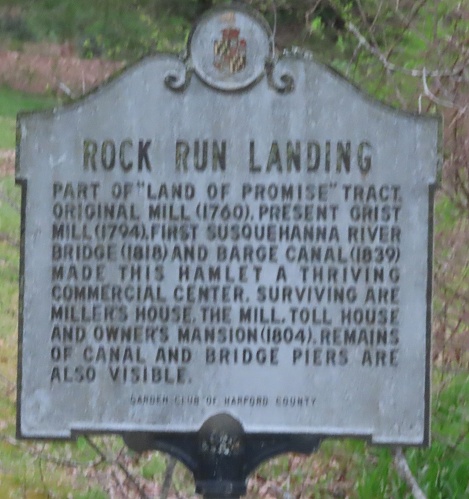 ROCK RUN LANDING
PART OF "LAND OF PROMISE" TRACT.
ORIGINAL MILL (1760), PRESENT GRIST
MILL (1794), FIRST SUSQUEHANNA RIVER
BRIDGE (1818) AND BARGE CANAL (1839)
MADE THIS HAMLET A THRIVING
COMMERCIAL CENTER. SURVIVING ARE
MILLER'S HOUSE, THE MILL, TOLL HOUSE
AND OWNER'S MANSION (1804). REMAINS
OF CANAL AND BRIDGE PIERS ARE
ALSO VISIBLE.
GARDEN CLUB OF HARFORD COUNTY